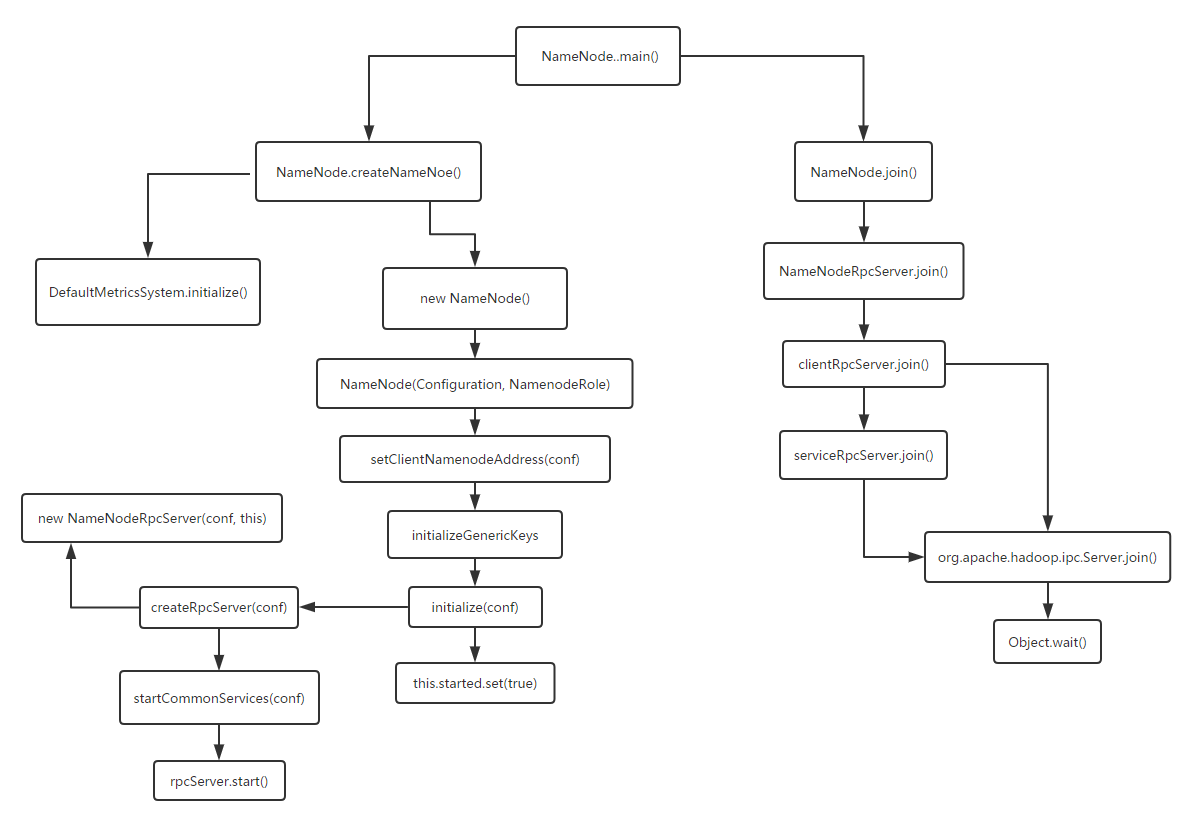 NameNode..main()
NameNode.createNameNoe()
NameNode.join()
NameNodeRpcServer.join()
DefaultMetricsSystem.initialize()
new NameNode()
clientRpcServer.join()
NameNode(Configuration, NamenodeRole)
setClientNamenodeAddress(conf)
serviceRpcServer.join()
new NameNodeRpcServer(conf, this)
initializeGenericKeys
org.apache.hadoop.ipc.Server.join()
createRpcServer(conf)
initialize(conf)
Object.wait()
this.started.set(true)
startCommonServices(conf)
rpcServer.start()